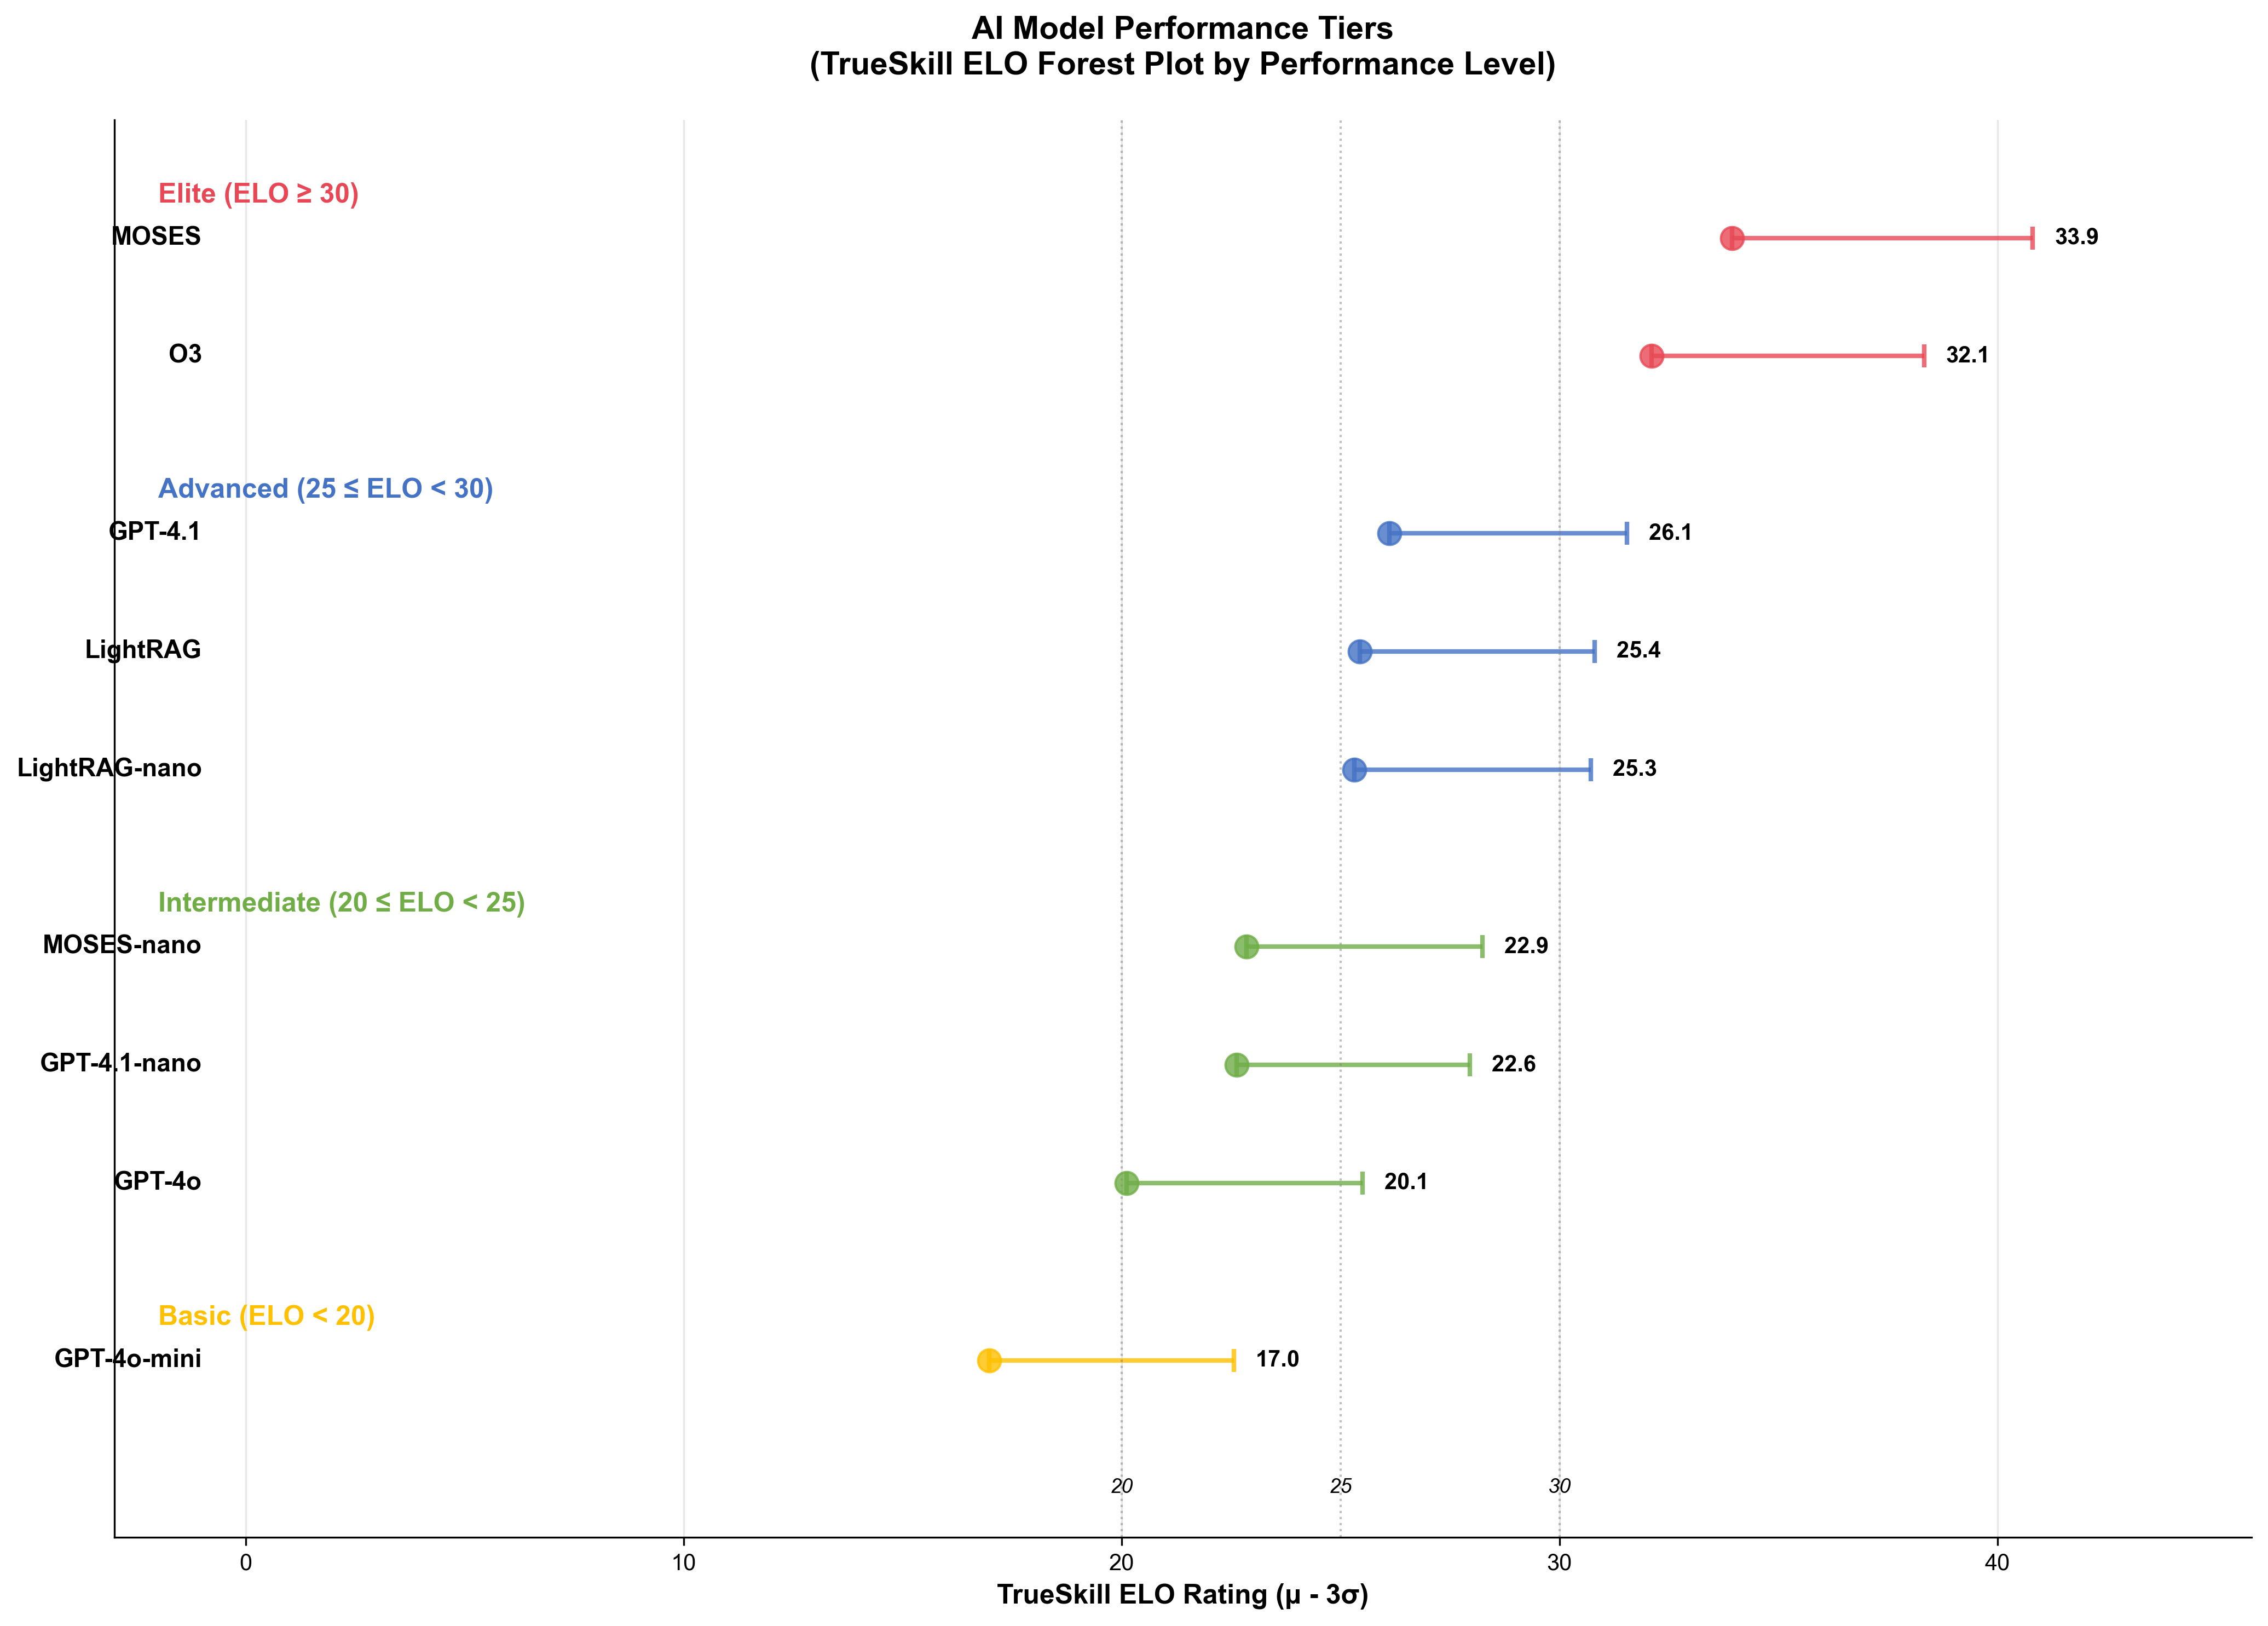 AI Model Performance Tiers
(TrueSkill ELO Forest Plot by Performance Level)
Elite (ELO ≥ 30)
MOSES 33.9
O3 32.1
Advanced (25 ≤ ELO < 30)
GPT-4.1 26.1
LightRAG 25.4
LightRAG-nano 25.3
Intermediate (20 ≤ ELO < 25)
MOSES-nano 22.9
GPT-4.1-nano 22.6
GPT-4o 20.1
Basic (ELO < 20)
GPT-4o-mini 17.0
20 25 30
0 10 20 30 40
TrueSkill ELO Rating (μ - 3σ)